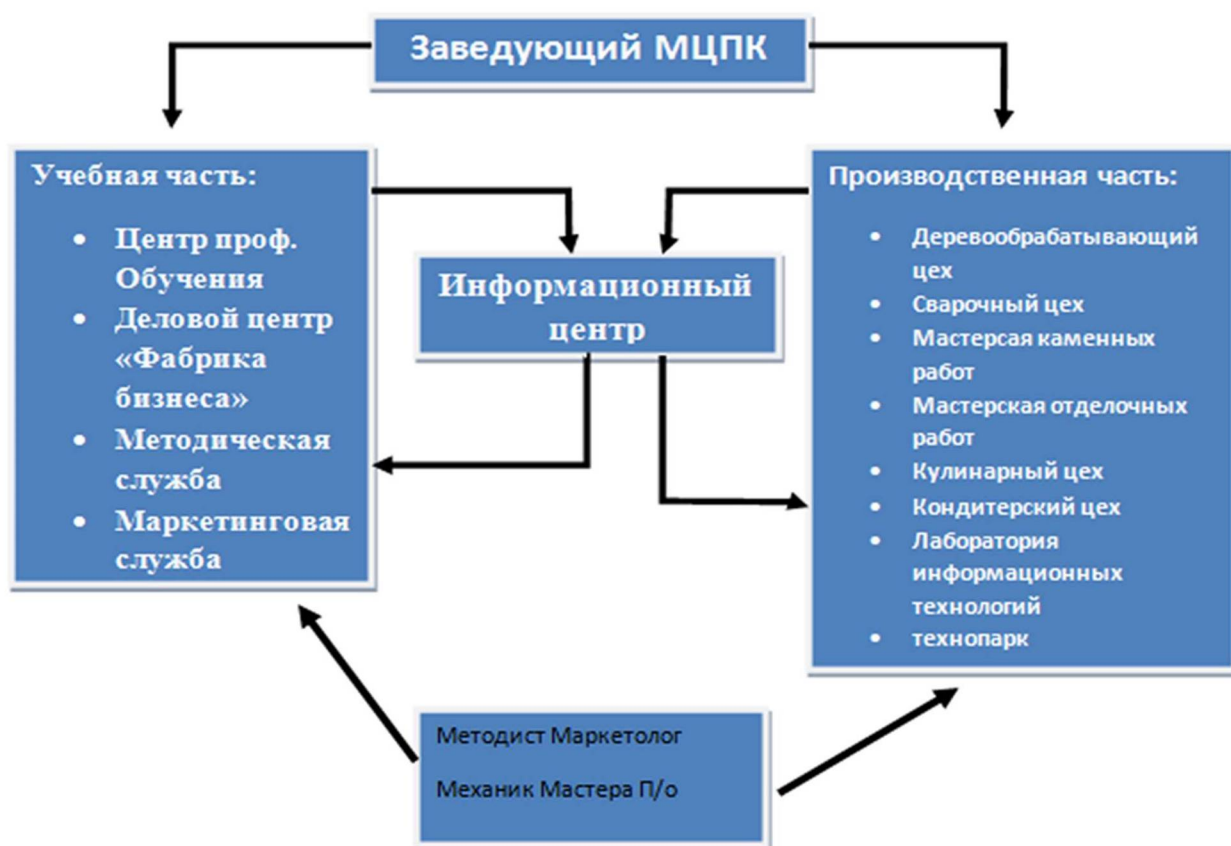 Заведующий МЦПК
Учебная часть:
• Центр проф.
Обучения
• Деловой центр
«Фабрика
бизнеса»
• Методическая
служба
• Маркетинговая
служба
Информационный
центр
Производственная часть:
• Деревообрабатывающий
цех
• Сварочный цех
• Мастерсая каменных
работ
• Мастерская отделочных
работ
• Кулинарный цех
• Кондитерский цех
• Лаборатория
информационных
технологий
• технопарк
Методист Маркетолог
Механик Мастера П/о